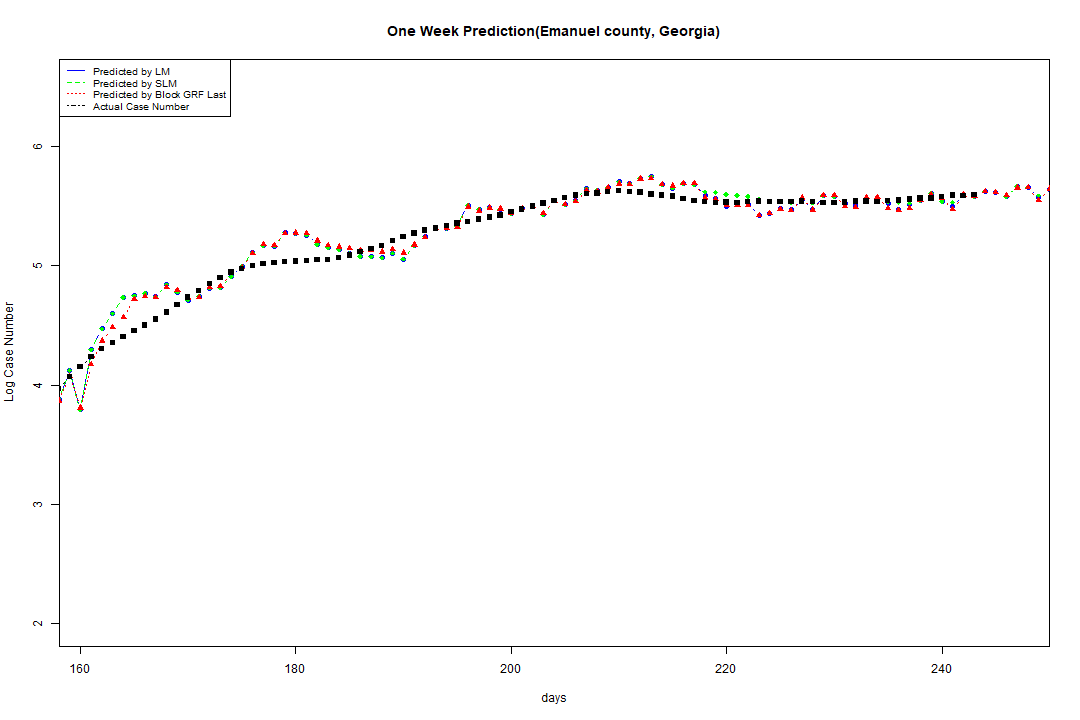 One Week Prediction(Emanuel county, Georgia)
Predicted by LM
Predicted by SLM
Predicted by Block GRF Last
Actual Case Number
6
5
4
3
2
Log Case Number
160 180 200 220 240
days